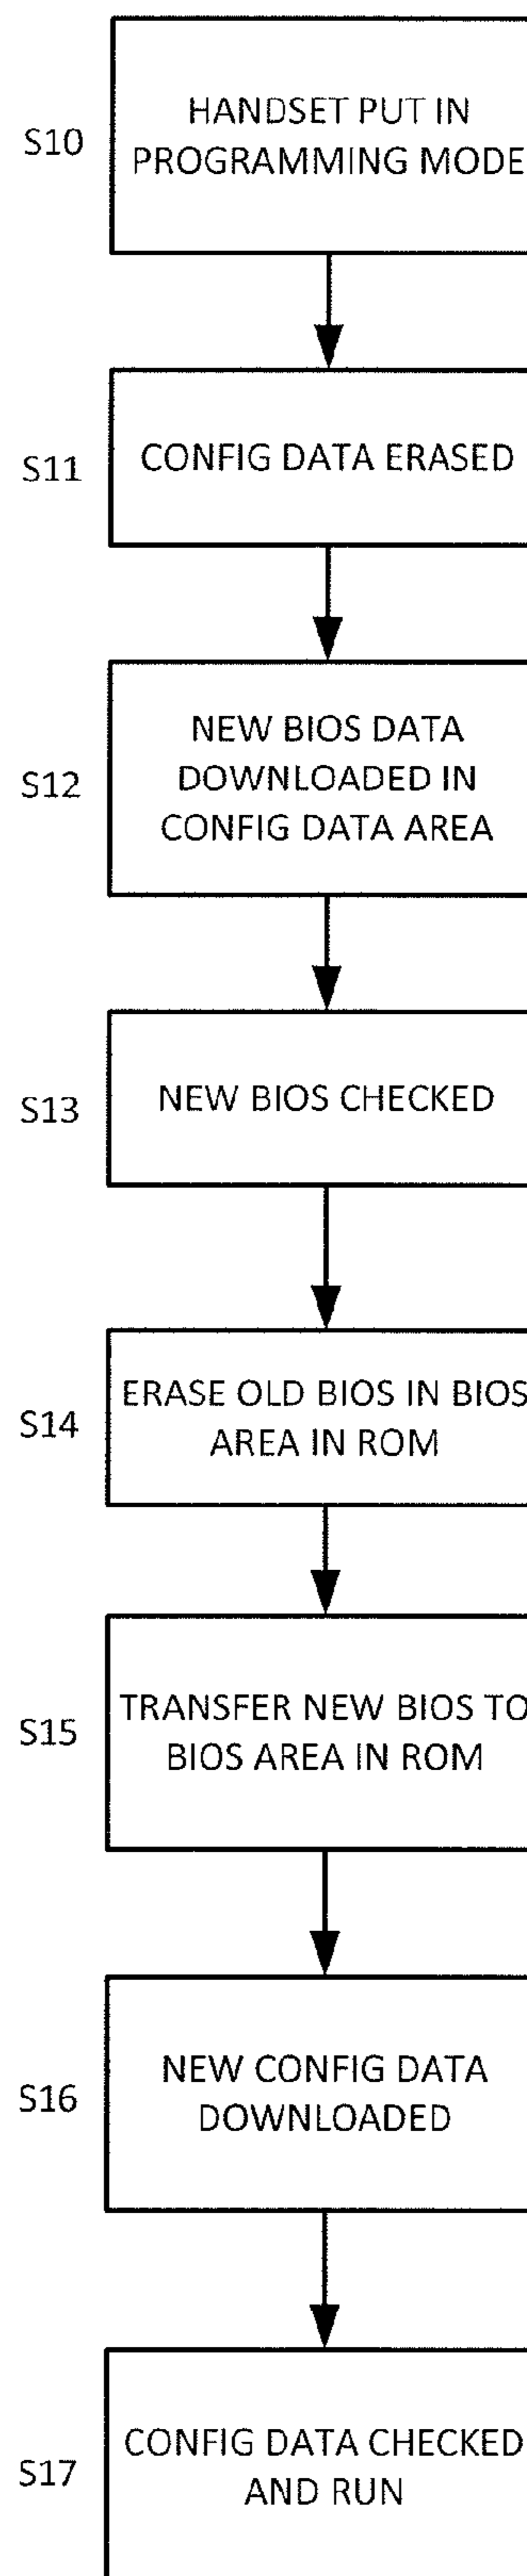 S10
HANDSET PUT IN
PROGRAMMING MODE
S11
CONFIG DATA ERASED
S12
NEW BIOS DATA
DOWNLOADED IN
CONFIG DATA AREA
S13
NEW BIOS CHECKED
S14
ERASE OLD BIOS IN BIOS
AREA IN ROM
S15
TRANSFER NEW BIOS TO
BIOS AREA IN ROM
S16
NEW CONFIG DATA
DOWNLOADED
S17
CONFIG DATA CHECKED
AND RUN